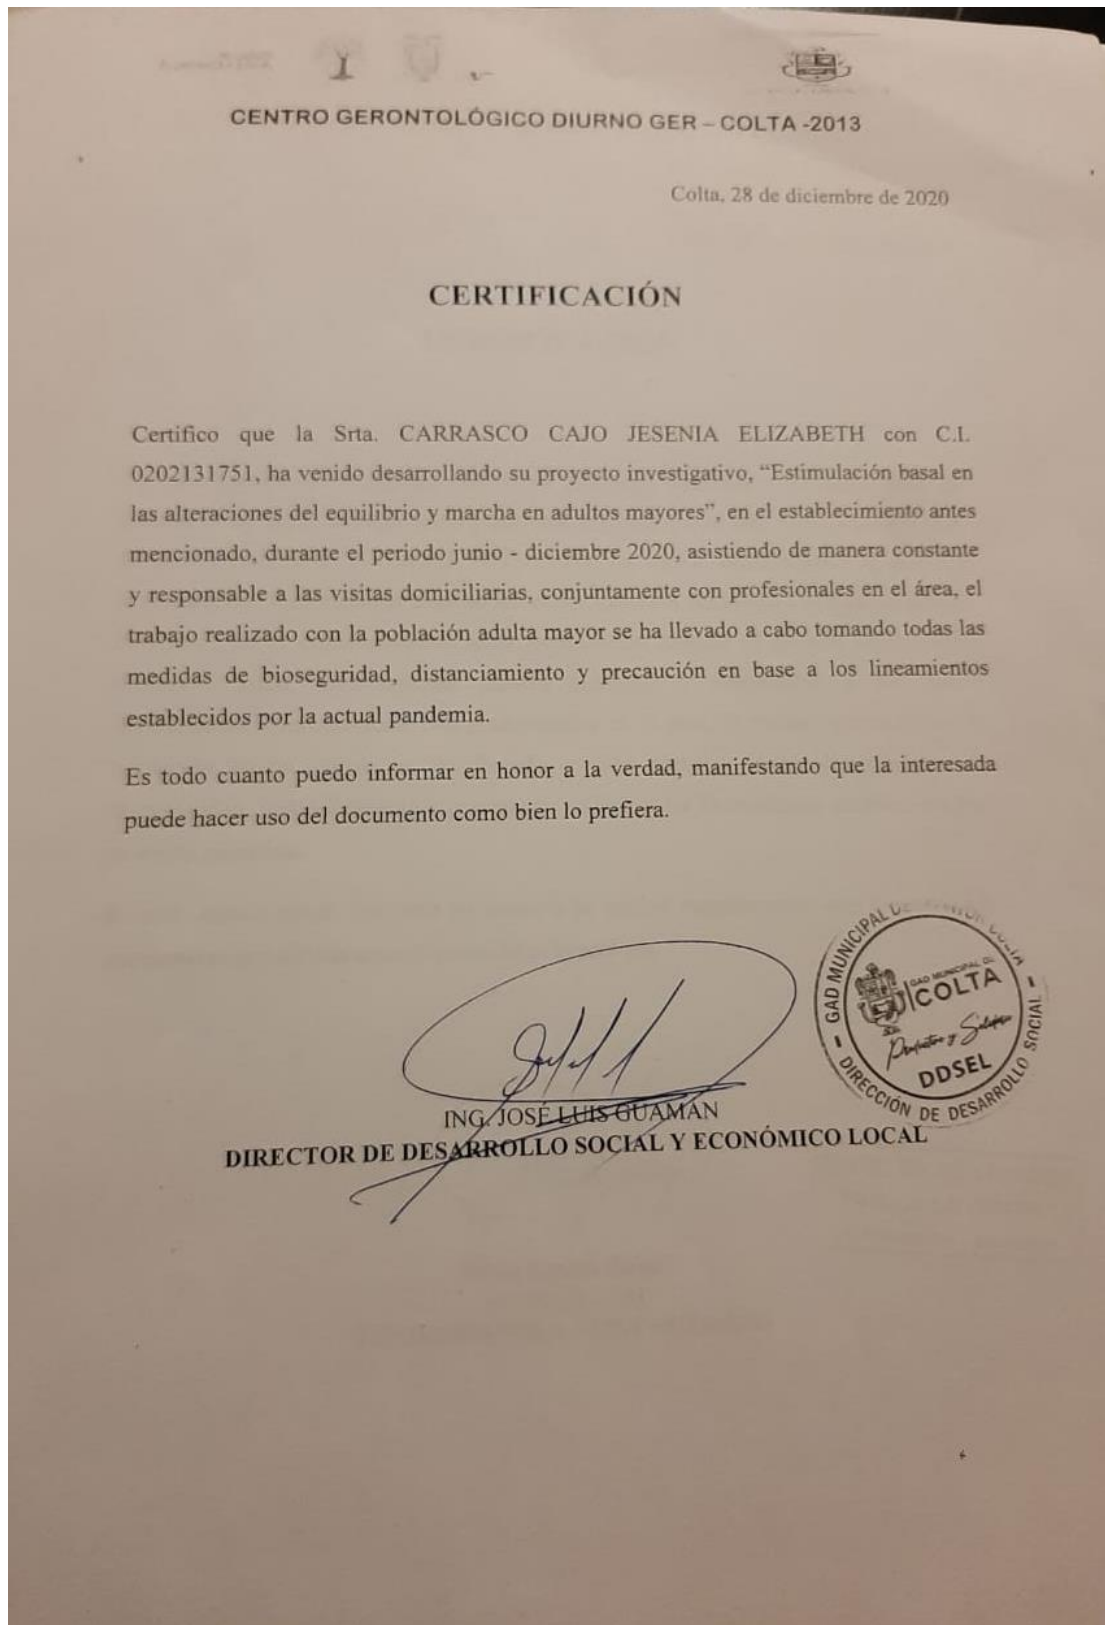 CENTRO GERONTOLÓGICO DIURNO GER – COLTA -2013
Colta, 28 de diciembre de 2020
CERTIFICACIÓN
Certifico que la Srta. CARRASCO CAJO JESENIA ELIZABETH con C.I.
0202131751, ha venido desarrollando su proyecto investigativo, “Estimulación basal en
las alteraciones del equilibrio y marcha en adultos mayores”, en el establecimiento antes
mencionado, durante el periodo junio - diciembre 2020, asistiendo de manera constante
y responsable a las visitas domiciliarias, conjuntamente con profesionales en el área, el
trabajo realizado con la población adulta mayor se ha llevado a cabo tomando todas las
medidas de bioseguridad, distanciamiento y precaución en base a los lineamientos
establecidos por la actual pandemia.
Es todo cuanto puedo informar en honor a la verdad, manifestando que la interesada
puede hacer uso del documento como bien lo prefiera.
GAD MUNICIPAL COLTA
GAD MUNICIPAL DE
COLTA
DDSEL
DIRECCIÓN DE DESARROLLO SOCIAL
ING. JOSÉ LUIS GUAMAN
DIRECTOR DE DESARROLLO SOCIAL Y ECONÓMICO LOCAL